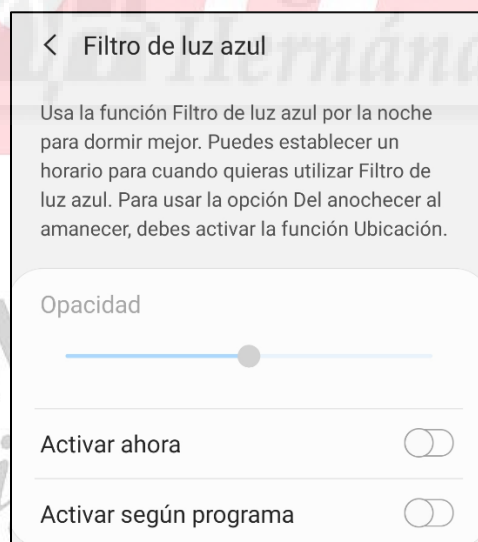 Filtro de luz azul
Usa la función Filtro de luz azul por la noche
para dormir mejor. Puedes establecer un
horario para cuando quieras utilizar Filtro de
luz azul. Para usar la opción Del anochecer al
amanecer, debes activar la función Ubicación.
Opacidad
Activar ahora
Activar según programa